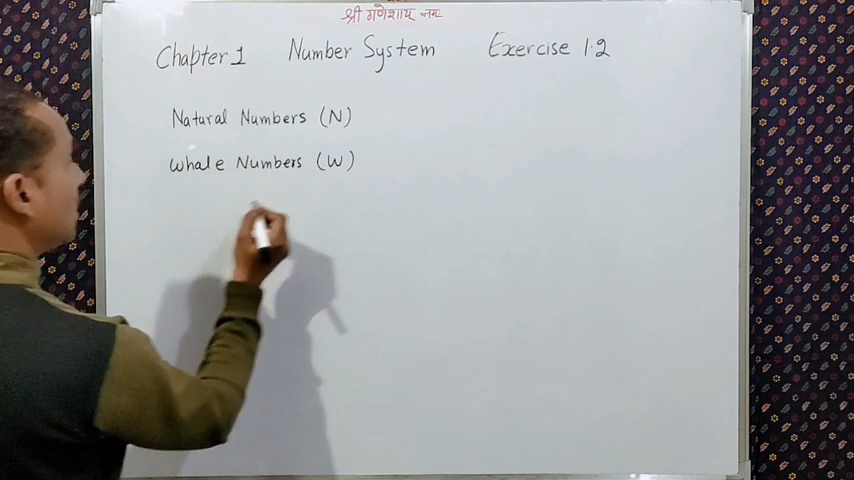 श्री गणेशाय नमः
Chapter 1 Number System Exercise 1.2
Natural Numbers (N)
Whale Numbers (W)